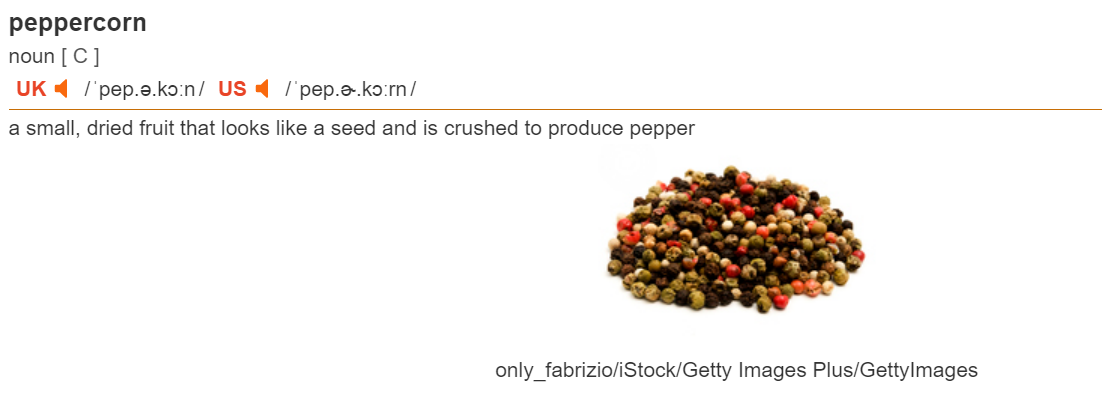 peppercorn
noun [ C ]
UK /ˈpep.ə.kɔːn/ US /ˈpep.ɚ.kɔːrn/
a small, dried fruit that looks like a seed and is crushed to produce pepper
only_fabrizio/iStock/Getty Images Plus/GettyImages